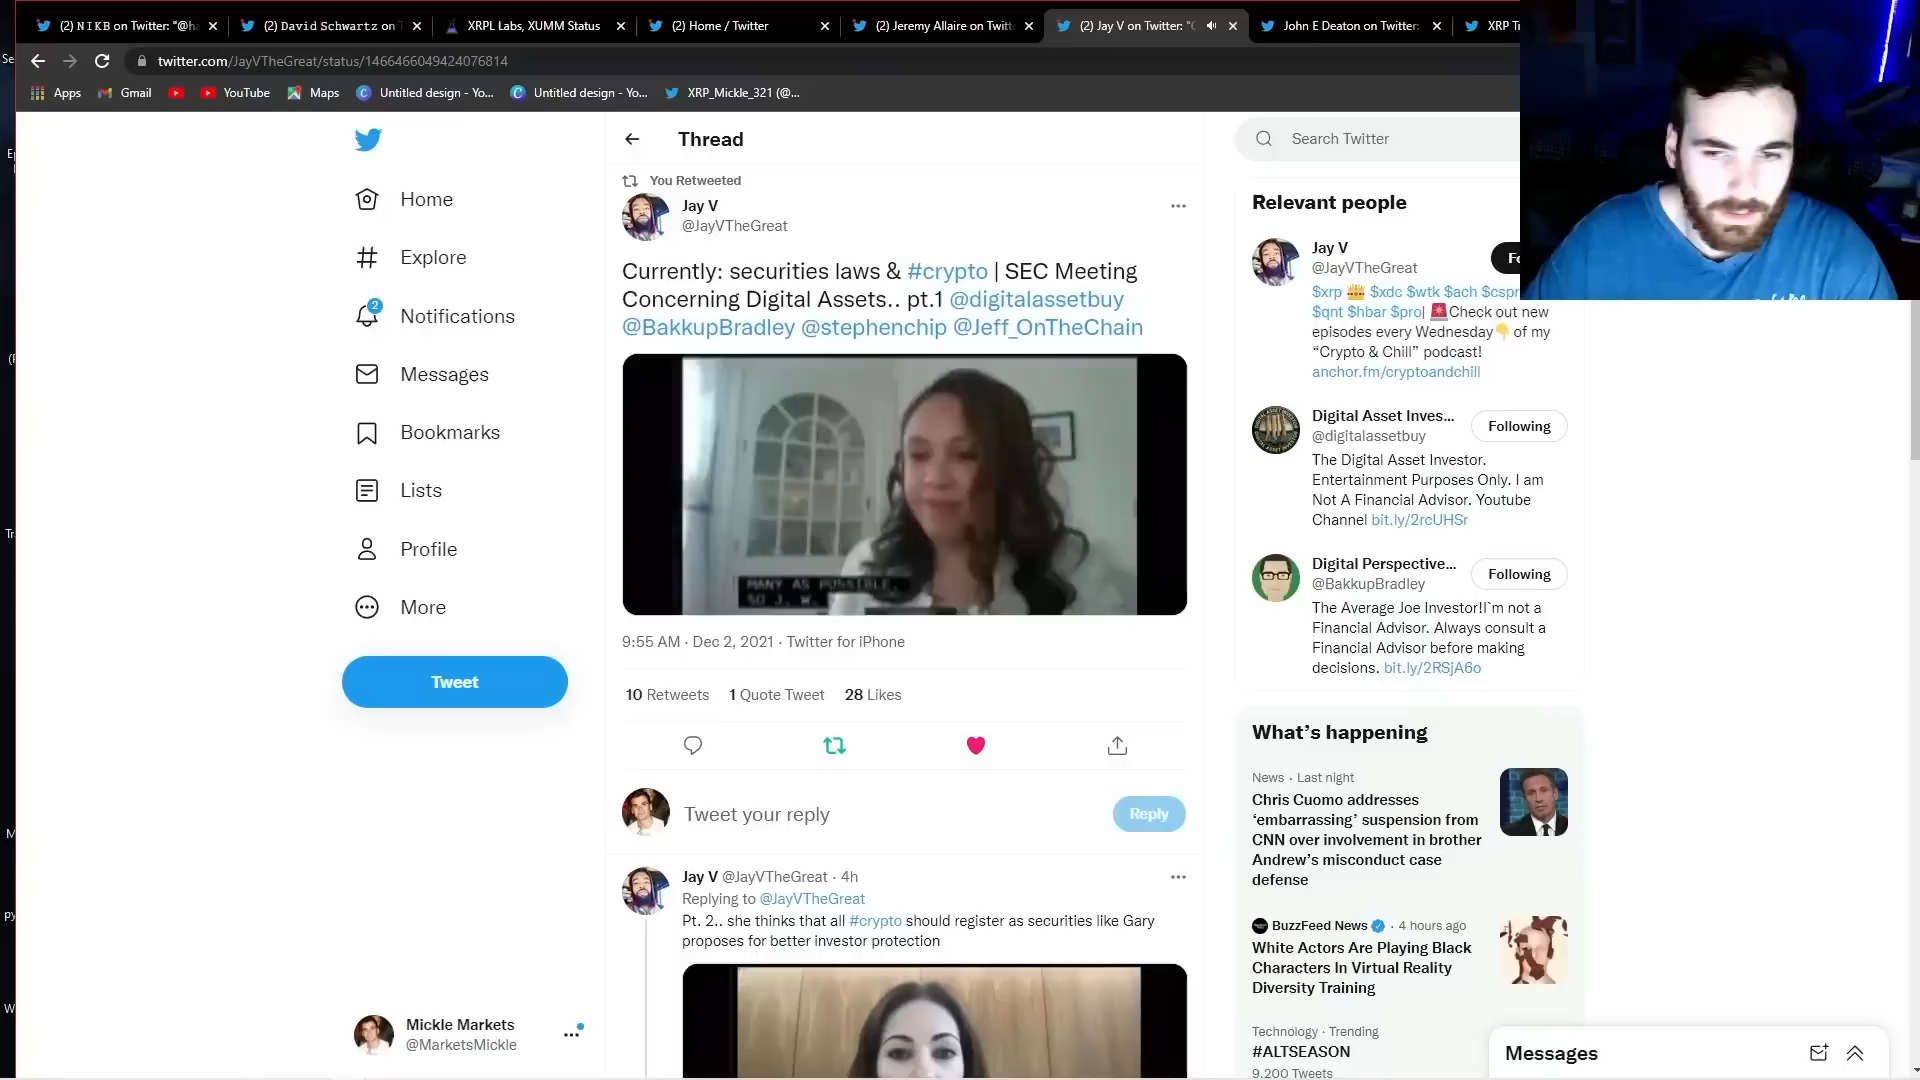 (2) N I K B on Twitter: "@ha
(2) David Schwartz on T
XRPL Labs, XUMM Status
(2) Home / Twitter
(2) Jeremy Allaire on Twitte
(2) Jay V on Twitter: "C
John E Deaton on Twitter:
XRP Tr
twitter.com/JayVTheGreat/status/1466466049424076814
Apps
Gmail
YouTube
Maps
Untitled design - Yo...
Untitled design - Yo...
XRP_Mickle_321 (@...
Home
Explore
2
Notifications
Messages
Bookmarks
Lists
Profile
More
Tweet
Mickle Markets
@MarketsMickle
Thread
You Retweeted
Jay V
@JayVTheGreat
Currently: securities laws & #crypto | SEC Meeting
Concerning Digital Assets.. pt.1 @digitalassetbuy
@BakkupBradley @stephenchip @Jeff_OnTheChain
MANY AS POSSIBLE.
9:55 AM · Dec 2, 2021 · Twitter for iPhone
10 Retweets 1 Quote Tweet 28 Likes
Tweet your reply
Reply
Jay V @JayVTheGreat · 4h
Replying to @JayVTheGreat
Pt. 2.. she thinks that all #crypto should register as securities like Gary
proposes for better investor protection
Search Twitter
Relevant people
Jay V
@JayVTheGreat
Fo
$xrp 👑 $xdc $wtk $ach $cspr
$qnt $hbar $pro| 🚨Check out new
episodes every Wednesday👇 of my
“Crypto & Chill” podcast!
anchor.fm/cryptoandchill
Digital Asset Inves...
@digitalassetbuy
Following
The Digital Asset Investor.
Entertainment Purposes Only. I am
Not A Financial Advisor. Youtube
Channel bit.ly/2rcUHSr
Digital Perspective...
@BakkupBradley
Following
The Average Joe Investor!I`m not a
Financial Advisor. Always consult a
Financial Advisor before making
decisions. bit.ly/2RSjA6o
What’s happening
News · Last night
Chris Cuomo addresses
‘embarrassing’ suspension from
CNN over involvement in brother
Andrew’s misconduct case
defense
BuzzFeed News · 4 hours ago
White Actors Are Playing Black
Characters In Virtual Reality
Diversity Training
Technology · Trending
#ALTSEASON
9,200 Tweets
Messages